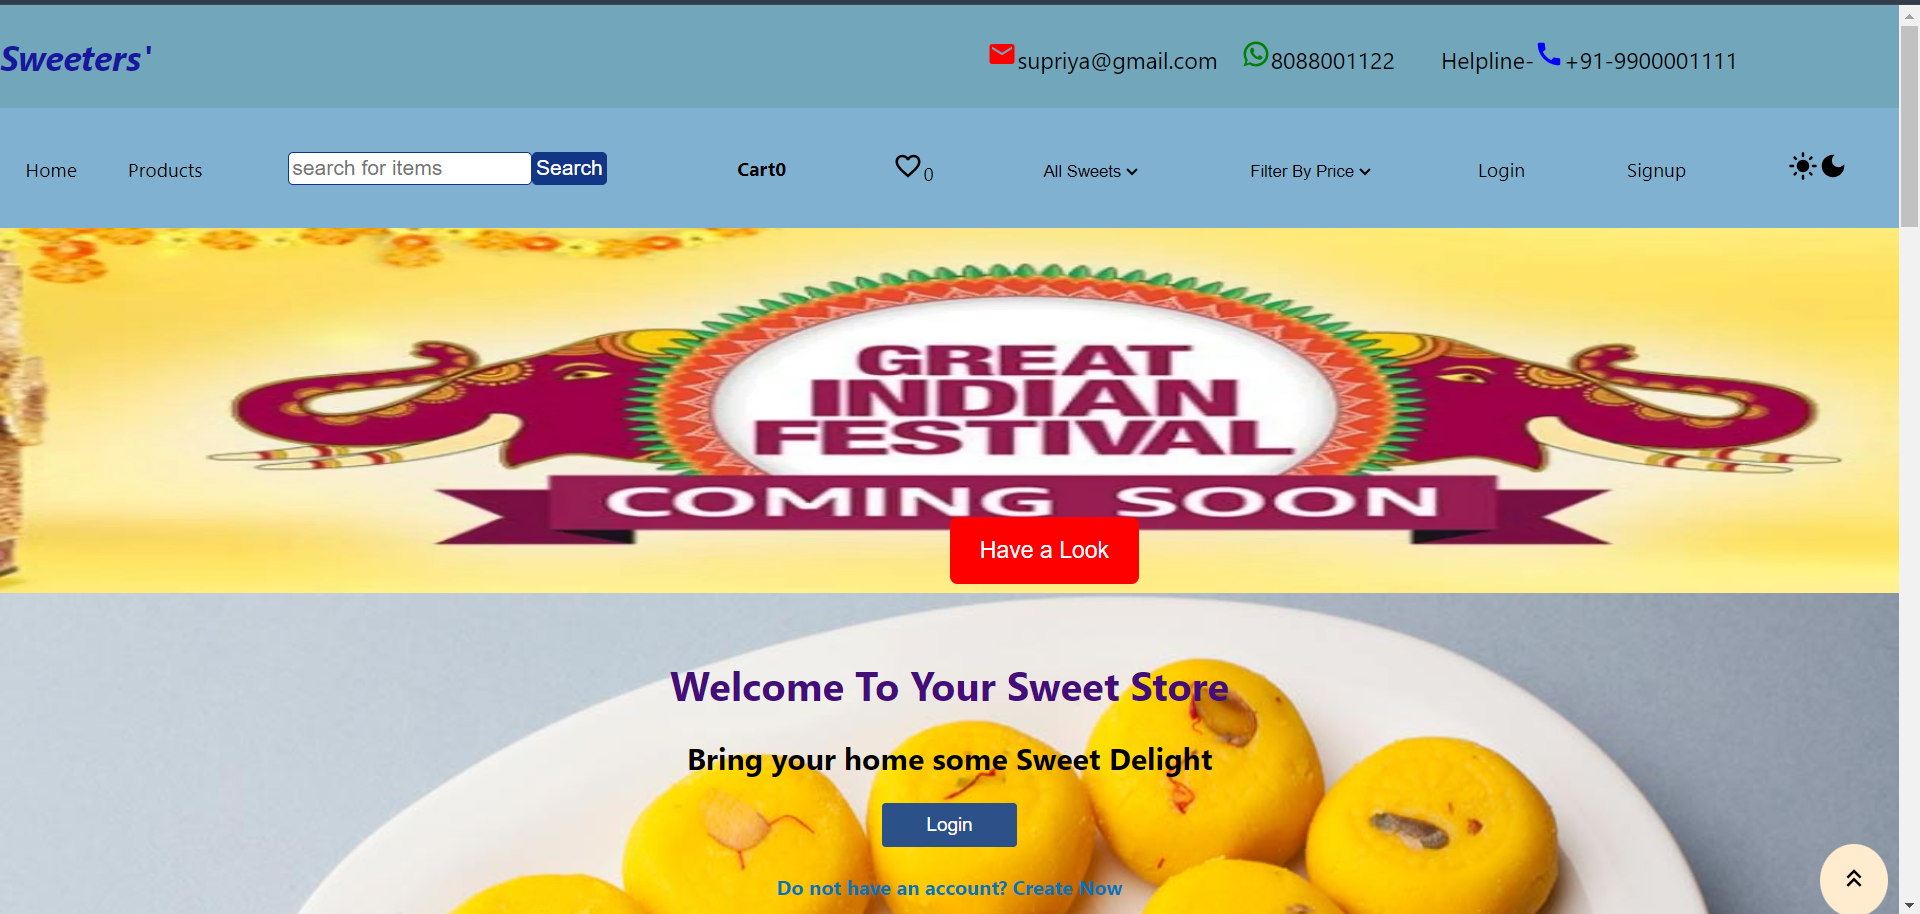 Sweeters'
supriya@gmail.com 8088001122 Helpline- +91-9900001111
Home Products search for items Search Cart0 0 All Sweets Filter By Price Login Signup
GREAT
INDIAN
FESTIVAL
COMING SOON
Have a Look
Welcome To Your Sweet Store
Bring your home some Sweet Delight
Login
Do not have an account? Create Now